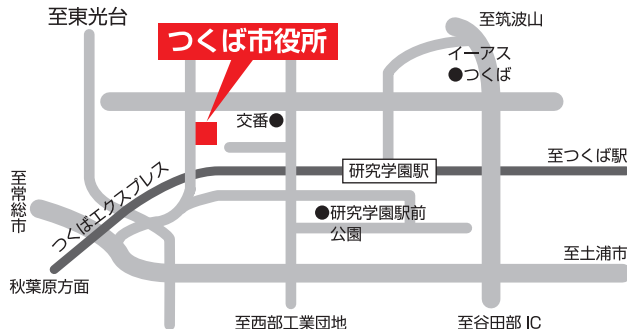 至東光台
つくば市役所
至筑波山
イーアス
つくば
交番
至つくば駅
研究学園駅
至常総市
つくばエクスプレス
研究学園駅前
公園
至土浦市
秋葉原方面
至西部工業団地
至谷田部 IC